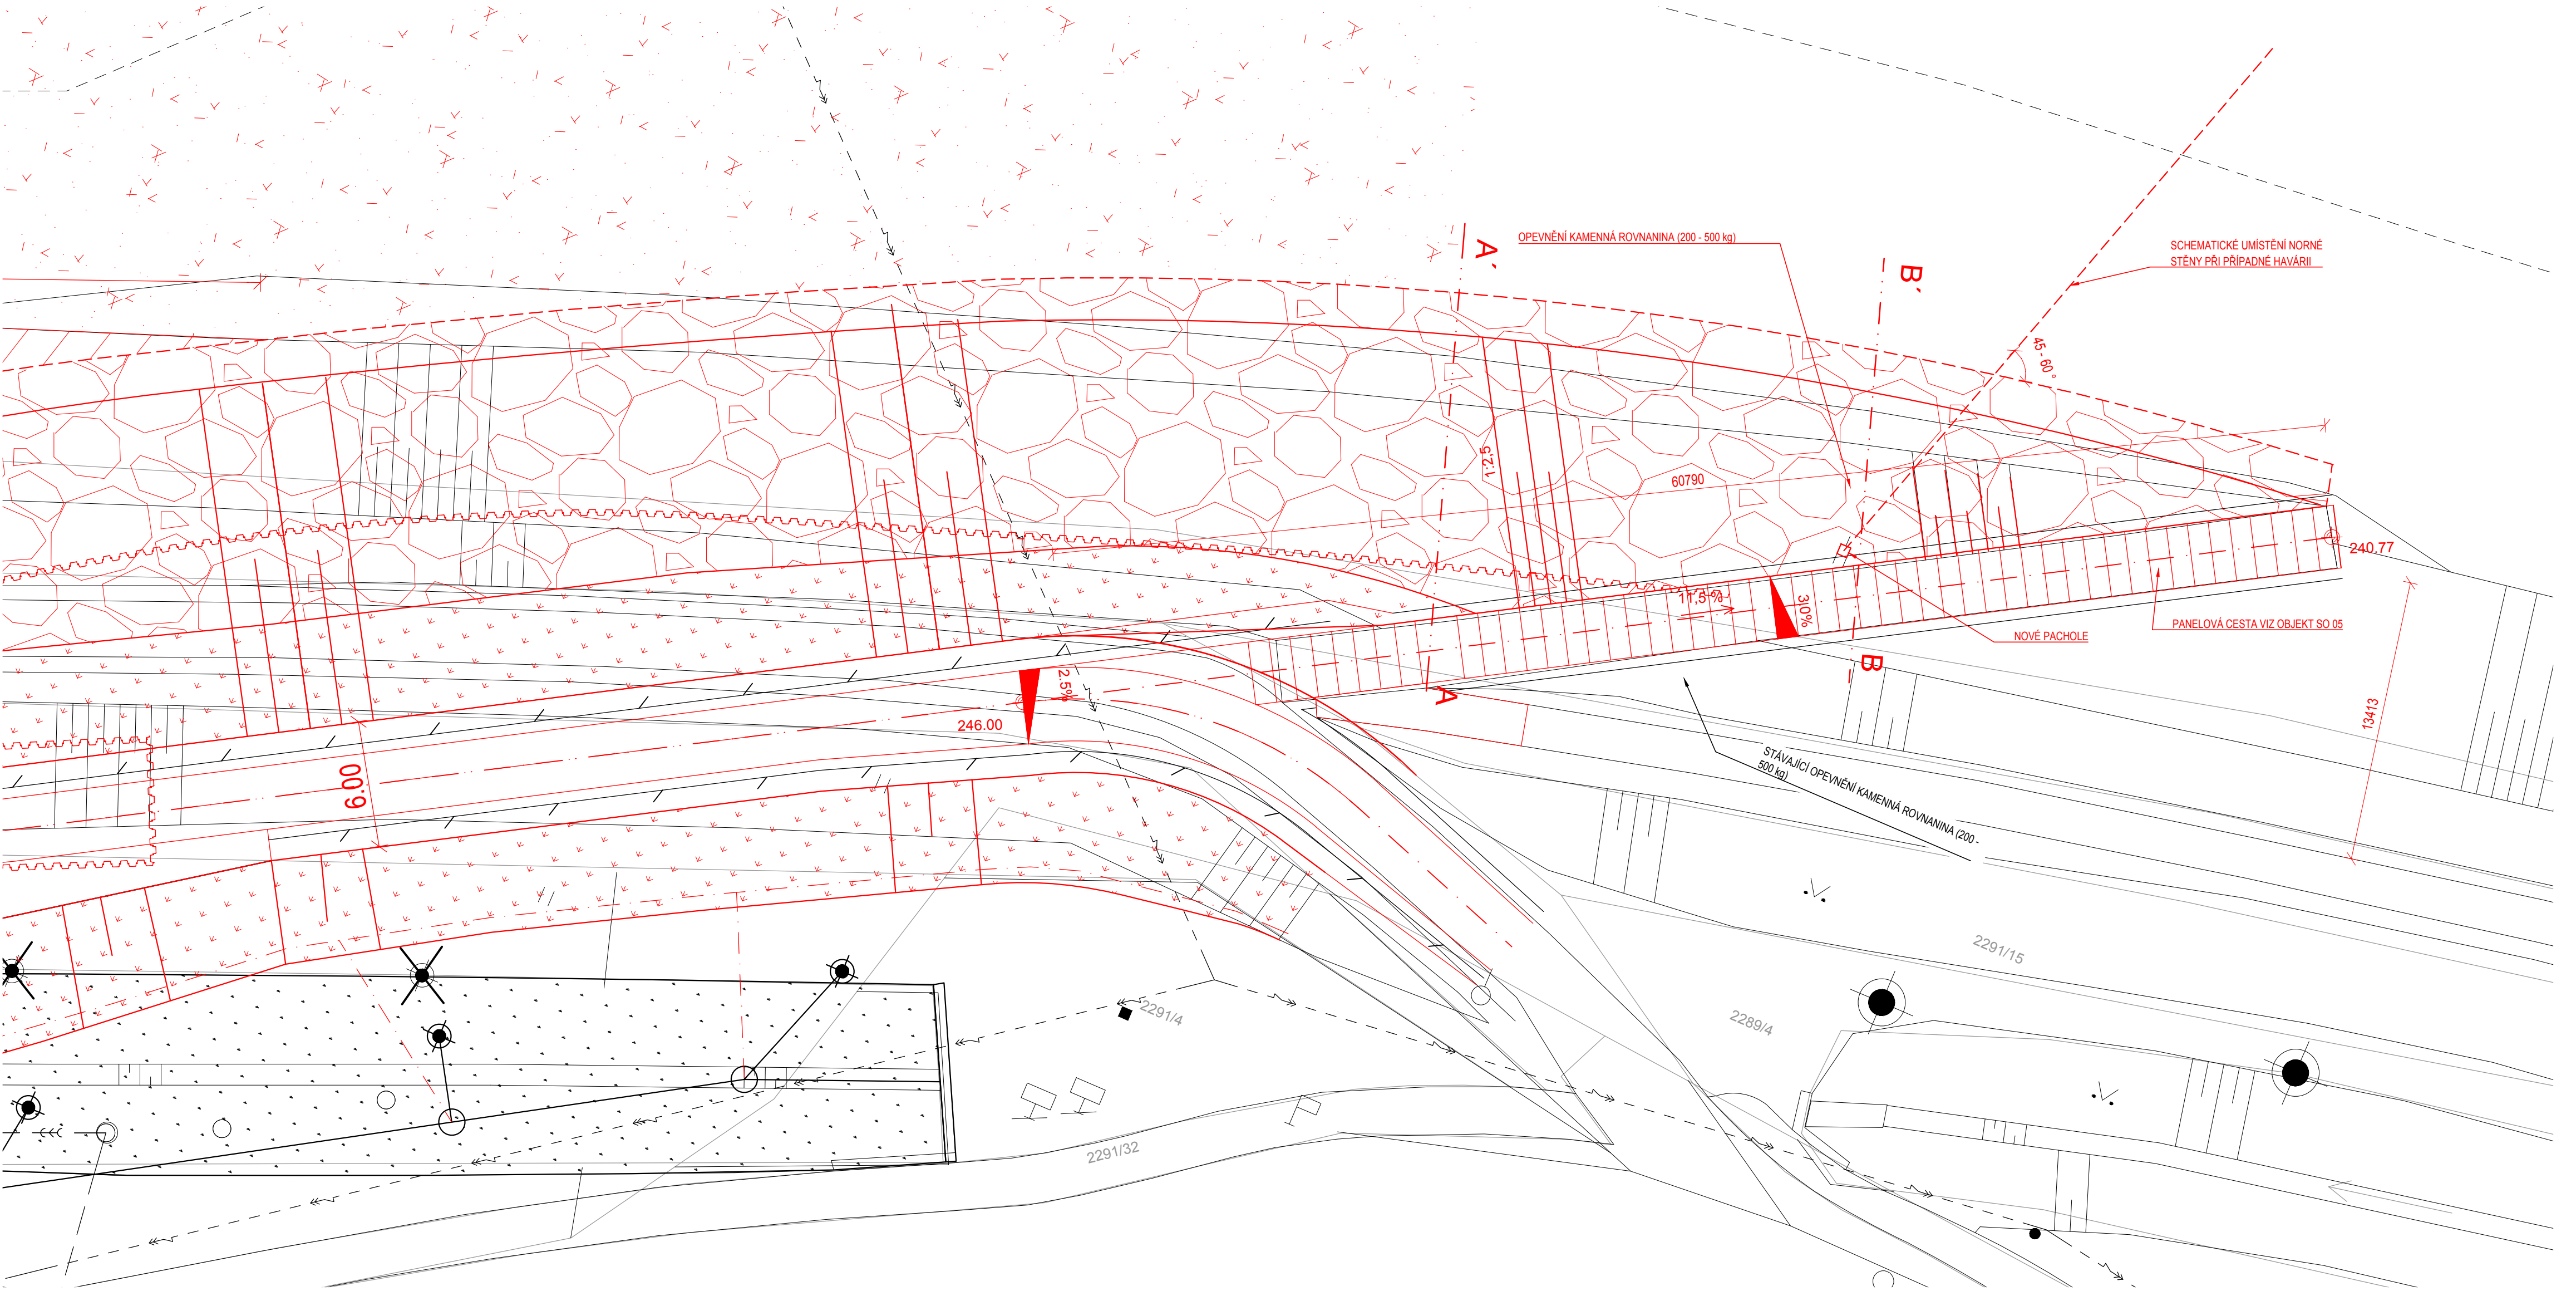 OPEVNĚNÍ KAMENNÁ ROVNANINA (200 - 500 kg)
A´
B´
SCHEMATICKÉ UMÍSTĚNÍ NORNÉ
STĚNY PŘI PŘÍPADNÉ HAVÁRII
45 - 60 °
1:2,5
60790
240.77
11,5 %
3.0%
NOVÉ PACHOLE
PANELOVÁ CESTA VIZ OBJEKT SO 05
B
A
2.5%
246.00
6.00
13413
STÁVAJÍCÍ OPEVNĚNÍ KAMENNÁ ROVNANINA (200 -
500 kg)
2291/15
2291/4
2289/4
2291/32